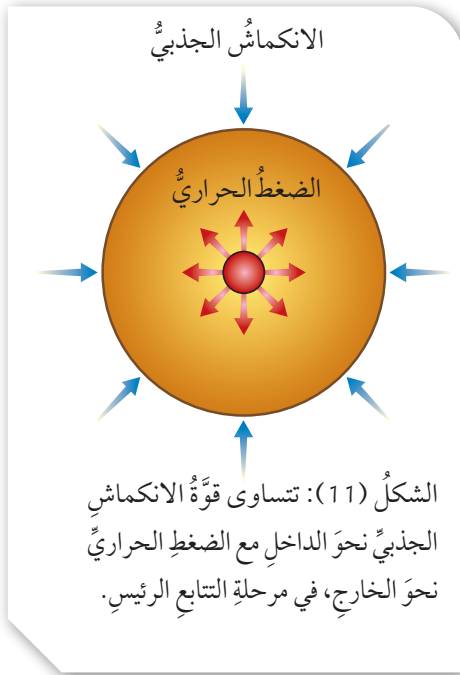 الانكماشُ الجذبيُّ
الضغطُ الحراريُّ
الشكلُ (11): تتساوى قوَّةُ الانكماشِ
الجذبيِّ نحوَ الداخلِ مع الضغطِ الحراريِّ
نحوَ الخارجِ، في مرحلةِ التتابعِ الرئيسِ.